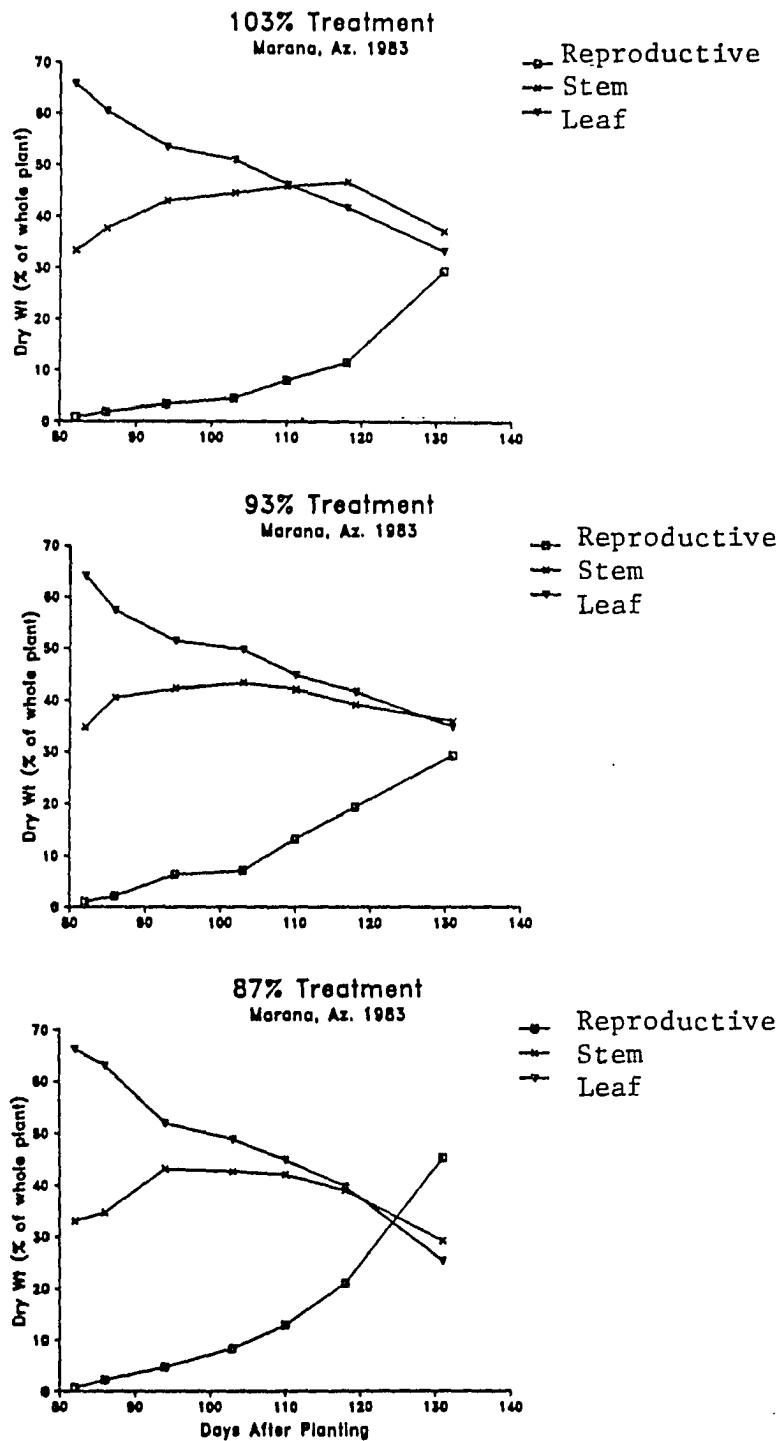 103% Treatment
Marana, Az. 1983
Reproductive
Stem
Leaf
Dry Wt (% of whole plant)
70
60
50
40
30
20
10
0
80 90 100 110 120 130 140
93% Treatment
Marana, Az. 1983
Reproductive
Stem
Leaf
Dry Wt (% of whole plant)
70
60
50
40
30
20
10
0
80 90 100 110 120 130 140
87% Treatment
Marana, Az. 1983
Reproductive
Stem
Leaf
Dry Wt (% of whole plant)
70
60
50
40
30
20
10
0
80 90 100 110 120 130 140
Days After Planting